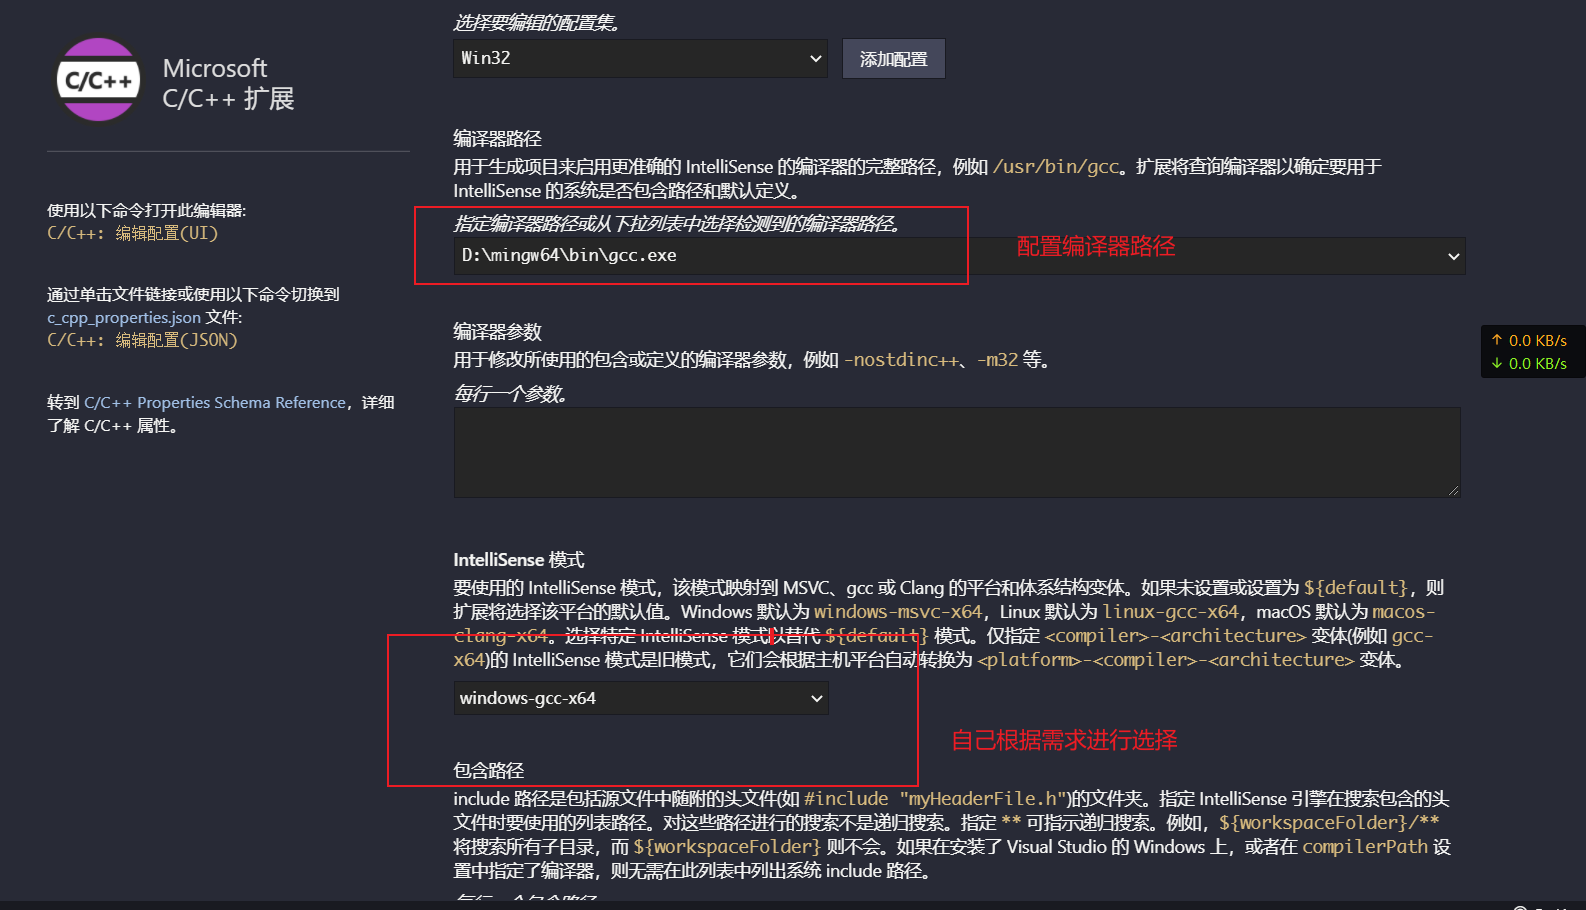 选择要编辑的配置集。
Win32
添加配置
C/C++
Microsoft
C/C++ 扩展
使用以下命令打开此编辑器:
C/C++: 编辑配置(UI)
通过单击文件链接或使用以下命令切换到
c_cpp_properties.json 文件:
C/C++: 编辑配置(JSON)
转到 C/C++ Properties Schema Reference，详细
了解 C/C++ 属性。
编译器路径
用于生成项目来启用更准确的 IntelliSense 的编译器的完整路径，例如 /usr/bin/gcc。扩展将查询编译器以确定要用于
IntelliSense 的系统是否包含路径和默认定义。
指定编译器路径或从下拉列表中选择检测到的编译器路径。
D:\mingw64\bin\gcc.exe
配置编译器路径
编译器参数
用于修改所使用的包含或定义的编译器参数，例如 -nostdinc++、-m32 等。
每行一个参数。
↑ 0.0 KB/s
↓ 0.0 KB/s
IntelliSense 模式
要使用的 IntelliSense 模式，该模式映射到 MSVC、gcc 或 Clang 的平台和体系结构变体。如果未设置或设置为 ${default}，则
扩展将选择该平台的默认值。Windows 默认为 windows-msvc-x64，Linux 默认为 linux-gcc-x64，macOS 默认为 macos-
clang-x64。选择特定 IntelliSense 模式以替代 ${default} 模式。仅指定 <compiler>-<architecture> 变体(例如 gcc-
x64)的 IntelliSense 模式是旧模式，它们会根据主机平台自动转换为 <platform>-<compiler>-<architecture> 变体。
windows-gcc-x64
自己根据需求进行选择
包含路径
include 路径是包括源文件中随附的头文件(如 #include "myHeaderFile.h")的文件夹。指定 IntelliSense 引擎在搜索包含的头
文件时要使用的列表路径。对这些路径进行的搜索不是递归搜索。指定 ** 可指示递归搜索。例如，${workspaceFolder}/**
将搜索所有子目录，而 ${workspaceFolder} 则不会。如果在安装了 Visual Studio 的 Windows 上，或者在 compilerPath 设
置中指定了编译器，则无需在此列表中列出系统 include 路径。